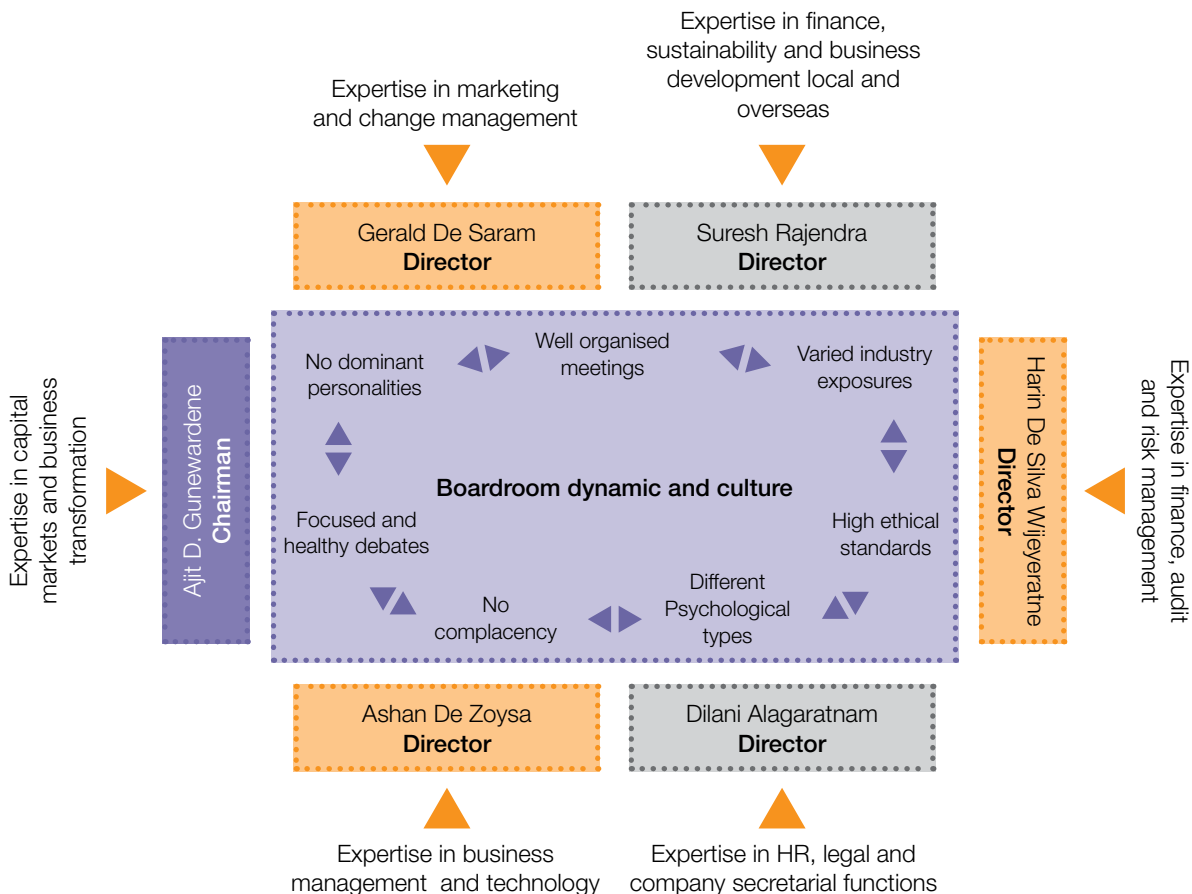 Expertise in finance,
sustainability and business
development local and
overseas
Expertise in marketing
and change management
Gerald De Saram
Director
Suresh Rajendra
Director
Expertise in capital
markets and business
transformation
Ajit D. Gunewardene
Chairman
No dominant
personalities
Well organised
meetings
Varied industry
exposures
Boardroom dynamic and culture
Focused and
healthy debates
High ethical
standards
No
complacency
Different
Psychological
types
Harin De Silva Wijeyeratne
Director
Expertise in finance, audit
and risk management
Ashan De Zoysa
Director
Dilani Alagaratnam
Director
Expertise in business
management and technology
Expertise in HR, legal and
company secretarial functions